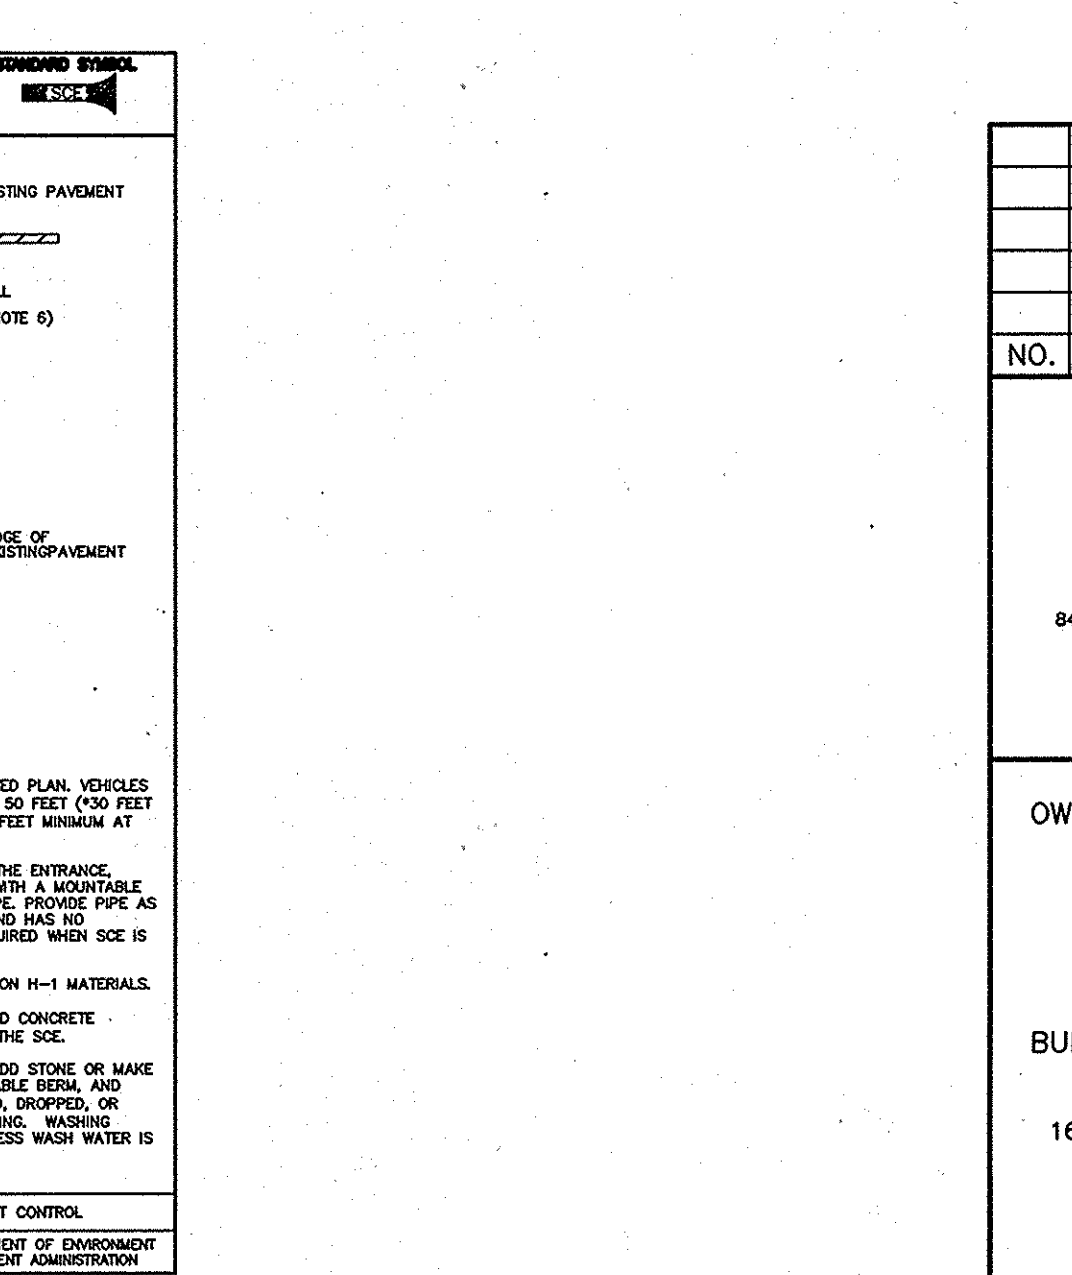 STANDARD SYMBOL
SCE
STING PAVEMENT
L
OTE 6)
GE OF
ISTINGPAVEMENT
ED PLAN. VEHICLES
50 FEET (*30 FEET
FEET MINIMUM AT
THE ENTRANCE,
WITH A MOUNTABLE
PE. PROVIDE PIPE AS
ND HAS NO
UIRED WHEN SCE IS
ON H-1 MATERIALS.
D CONCRETE
THE SCE.
DD STONE OR MAKE
ABLE BERM, AND
D, DROPPED, OR
ING. WASHING
ESS WASH WATER IS
T CONTROL
ENT OF ENVIRONMENT
ENT ADMINISTRATION
NO.
84
OW
BUI
16